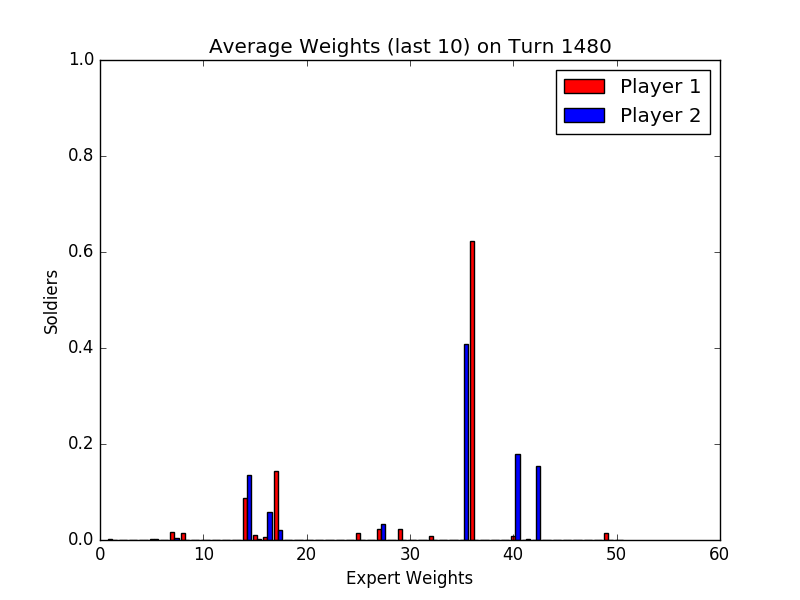 Average Weights (last 10) on Turn 1480
1.0
0.8
0.6
0.4
0.2
0.0
Soldiers
Player 1
Player 2
0 10 20 30 40 50 60
Expert Weights